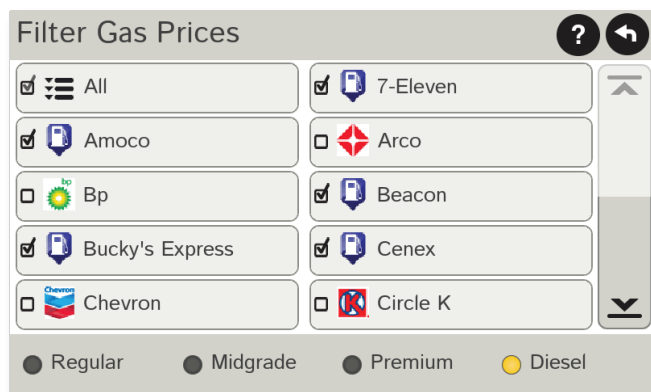 Filter Gas Prices ?
All 7-Eleven
Amoco Arco
bp
Bp Beacon
Bucky's Express Cenex
Chevron
Chevron K Circle K
Regular Midgrade Premium Diesel